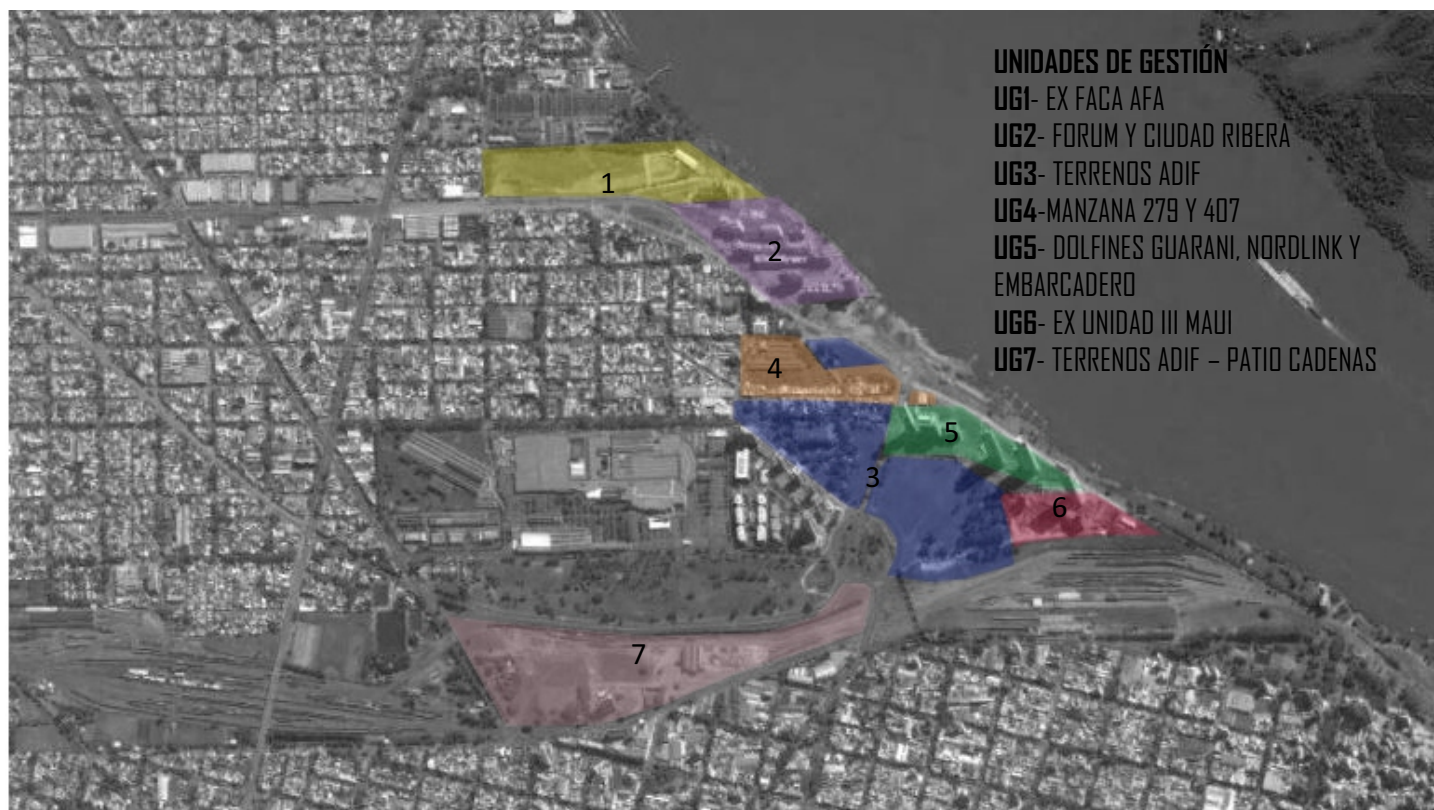 UNIDADES DE GESTIÓN
UG1- EX FACA AFA
UG2- FORUM Y CIUDAD RIBERA
UG3- TERRENOS ADIF
UG4-MANZANA 279 Y 407
UG5- DOLFINES GUARANI, NORDLINK Y
EMBARCADERO
UG6- EX UNIDAD III MAUI
UG7- TERRENOS ADIF – PATIO CADENAS
1
2
4
5
3
6
7